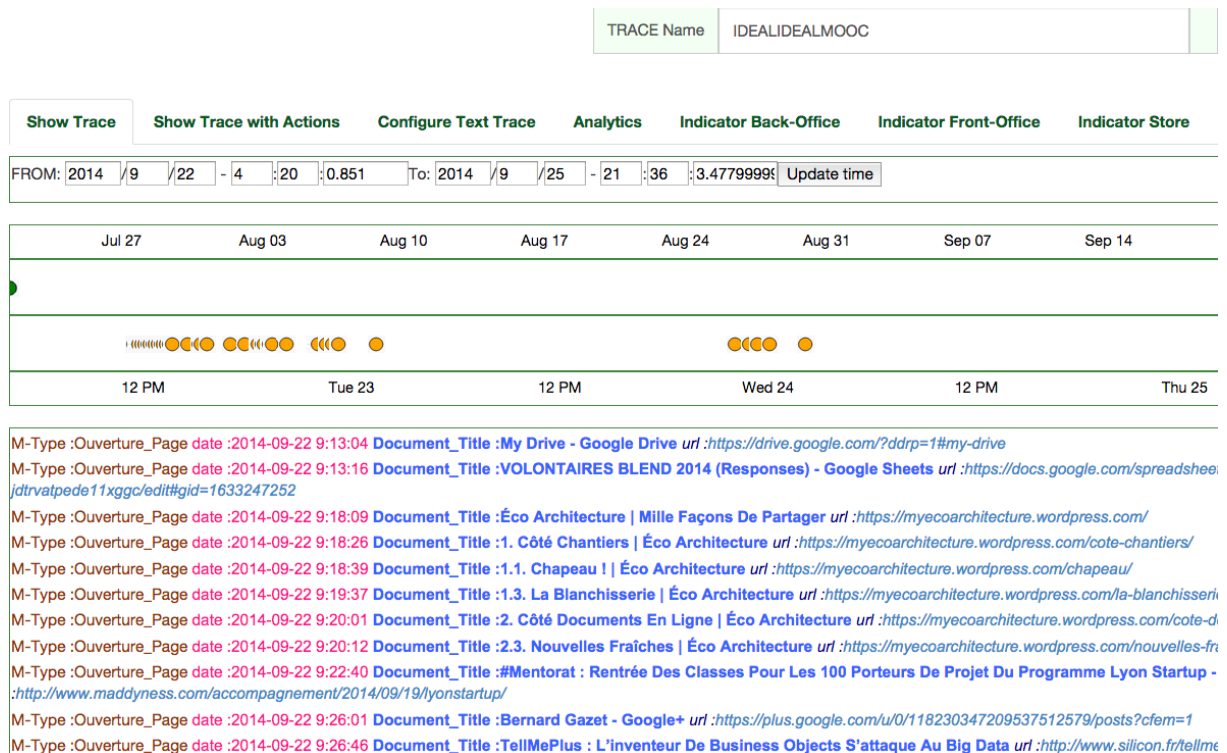 TRACE Name IDEALIDEALMOOC
Show Trace Show Trace with Actions Configure Text Trace Analytics Indicator Back-Office Indicator Front-Office Indicator Store
FROM: 2014 /9 /22 - 4 :20 :0.851 To: 2014 /9 /25 - 21 :36 :3.4779999 Update time
Jul 27 Aug 03 Aug 10 Aug 17 Aug 24 Aug 31 Sep 07 Sep 14
12 PM Tue 23 12 PM Wed 24 12 PM Thu 25
M-Type :Ouverture_Page date :2014-09-22 9:13:04 Document_Title :My Drive - Google Drive url :https://drive.google.com/?ddrp=1#my-drive
M-Type :Ouverture_Page date :2014-09-22 9:13:16 Document_Title :VOLONTAIRES BLEND 2014 (Responses) - Google Sheets url :https://docs.google.com/spreadshee
jdtrvatpede11xggc/edit#gid=1633247252
M-Type :Ouverture_Page date :2014-09-22 9:18:09 Document_Title :Éco Architecture | Mille Façons De Partager url :https://myecoarchitecture.wordpress.com/
M-Type :Ouverture_Page date :2014-09-22 9:18:26 Document_Title :1. Côté Chantiers | Éco Architecture url :https://myecoarchitecture.wordpress.com/cote-chantiers/
M-Type :Ouverture_Page date :2014-09-22 9:18:39 Document_Title :1.1. Chapeau ! | Éco Architecture url :https://myecoarchitecture.wordpress.com/chapeau/
M-Type :Ouverture_Page date :2014-09-22 9:19:37 Document_Title :1.3. La Blanchisserie | Éco Architecture url :https://myecoarchitecture.wordpress.com/la-blanchisserie
M-Type :Ouverture_Page date :2014-09-22 9:20:01 Document_Title :2. Côté Documents En Ligne | Éco Architecture url :https://myecoarchitecture.wordpress.com/cote-d
M-Type :Ouverture_Page date :2014-09-22 9:20:12 Document_Title :2.3. Nouvelles Fraîches | Éco Architecture url :https://myecoarchitecture.wordpress.com/nouvelles-fra
M-Type :Ouverture_Page date :2014-09-22 9:22:40 Document_Title :#Mentorat : Rentrée Des Classes Pour Les 100 Porteurs De Projet Du Programme Lyon Startup -
:http://www.maddyness.com/accompagnement/2014/09/19/lyonstartup/
M-Type :Ouverture_Page date :2014-09-22 9:26:01 Document_Title :Bernard Gazet - Google+ url :https://plus.google.com/u/0/118230347209537512579/posts?cfem=1
M-Type :Ouverture_Page date :2014-09-22 9:26:46 Document_Title :TellMePlus : L'inventeur De Business Objects S'attaque Au Big Data url :http://www.silicon.fr/tellme